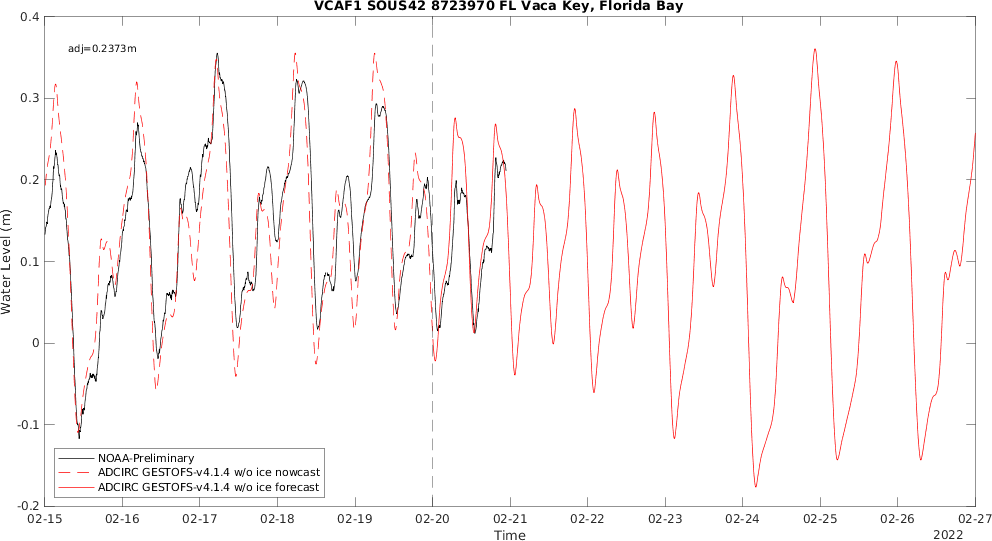 VCAF1 SOUS42 8723970 FL Vaca Key, Florida Bay
adj=0.2373m
0.4
0.3
0.2
0.1
0
-0.1
-0.2
Water Level (m)
NOAA-Preliminary
ADCIRC GESTOFS-v4.1.4 w/o ice nowcast
ADCIRC GESTOFS-v4.1.4 w/o ice forecast
02-15 02-16 02-17 02-18 02-19 02-20 02-21 02-22 02-23 02-24 02-25 02-26 02-27
Time
2022